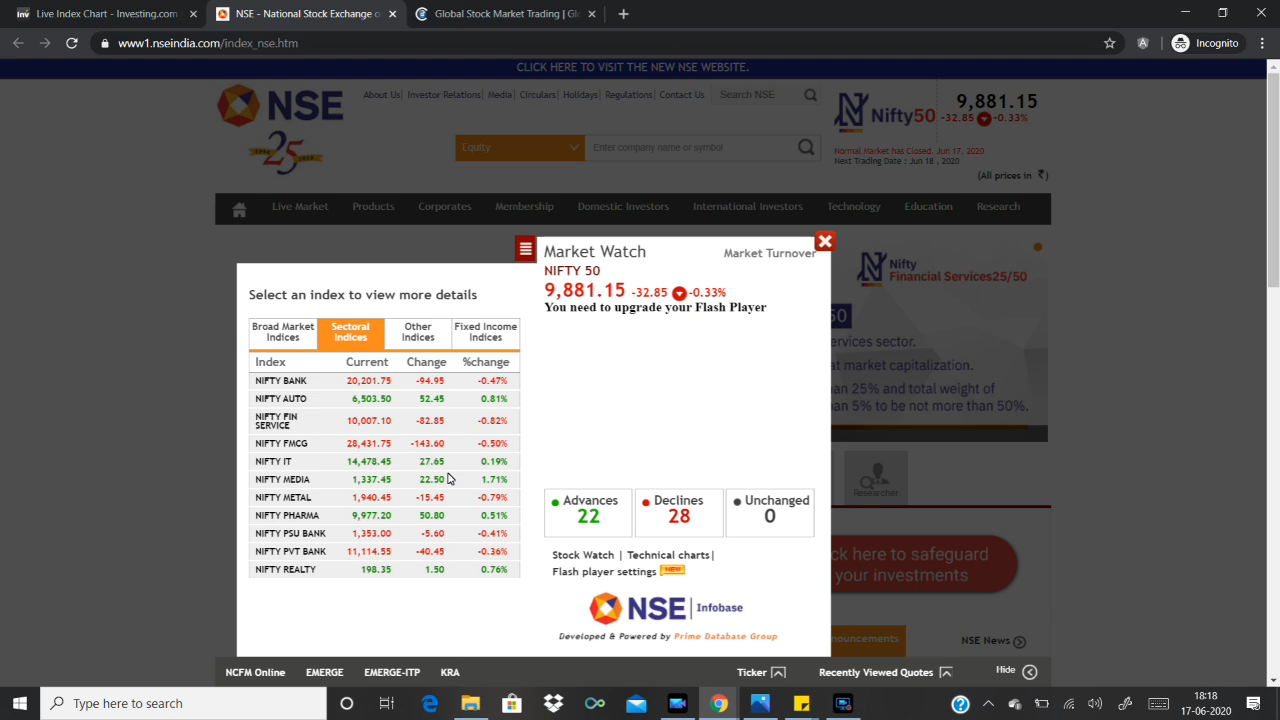 Live Charts - Investing.com
NSE - NSE Exchange o
Global Stock Market Trading | Glo
www1.nseindia.com/index_nse.htm
Incognito
CLICK HERE TO VISIT THE NEW NSE WEBSITE.
NSE
About Us| Investor Relations| Media| Circulars| Holidays| Regulations| Contact Us
Search NSE
Nifty50
9,881.15
-32.85 -0.33%
25
Equity
Enter company name or symbol
Normal Market has Closed. Jun 17, 2020
Next Trading Date : Jun 18 , 2020
(All prices in ₹)
Live Market Products Corporates Membership Domestic Investors International Investors Technology Education Research
Market Watch
Market Turnover
NIFTY 50
9,881.15 -32.85 -0.33%
You need to upgrade your Flash Player
Select an index to view more details
Broad Market Indices
Sectoral Indices
Other Indices
Fixed Income Indices
Index Current Change %change
NIFTY BANK 20,201.75 -94.95 -0.47%
NIFTY AUTO 6,503.50 52.45 0.81%
NIFTY FIN SERVICE 10,007.10 -82.85 -0.82%
NIFTY FMCG 28,431.75 -143.60 -0.50%
NIFTY IT 14,478.45 27.65 0.19%
NIFTY MEDIA 1,337.45 22.50 1.71%
NIFTY METAL 1,940.45 -15.45 -0.79%
NIFTY PHARMA 9,977.20 50.80 0.51%
NIFTY PSU BANK 1,353.00 -5.60 -0.41%
NIFTY PVT BANK 11,114.55 -40.45 -0.36%
NIFTY REALTY 198.35 1.50 0.76%
Advances
22
Declines
28
Unchanged
0
Stock Watch | Technical charts|
Flash player settings NEW
NSE | Infobase
Developed & Powered by Prime Database Group
Nifty
Financial Services25/50
50
ervices sector.
at market capitalization.
an 25% and total weight of
an 5% to be not more than 50%.
Researcher
ck here to safeguard
your investments
nouncements
NSE News
NCFM Online EMERGE EMERGE-ITP KRA
Ticker
Recently Viewed Quotes
Hide
Type here to search
18:18
17-06-2020